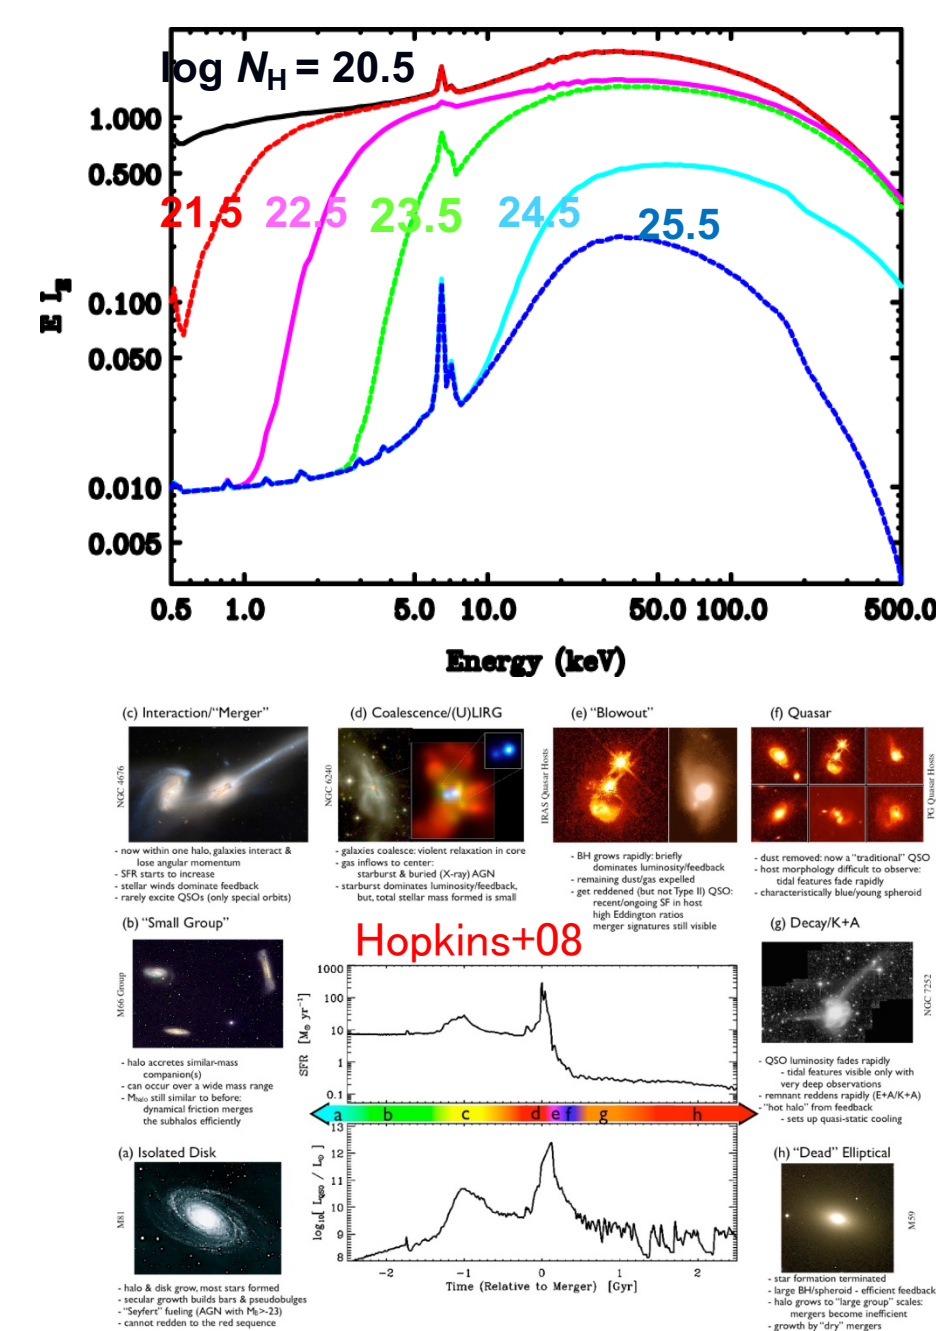 log NH = 20.5
21.5 22.5 23.5 24.5 25.5
1.000
0.500
0.100
0.050
0.010
0.005
E IE
0.5 1.0 5.0 10.0 50.0 100.0 500.0
Energy (keV)
(c) Interaction/“Merger”
NGC 4676
- now within one halo, galaxies interact &
lose angular momentum
- SFR starts to increase
- stellar winds dominate feedback
- rarely excite QSOs (only special orbits)
(d) Coalescence/(U)LIRG
NGC 6240
- galaxies coalesce: violent relaxation in core
- gas inflows to center:
starburst & buried (X-ray) AGN
- starburst dominates luminosity/feedback,
but, total stellar mass formed is small
(e) “Blowout”
IRAS Quasar Hosts
- BH grows rapidly: briefly
dominates luminosity/feedback
- remaining dust/gas expelled
- get reddened (but not Type II) QSO:
recent/ongoing SF in host
high Eddington ratios
merger signatures still visible
(f) Quasar
PG Quasar Hosts
- dust removed: now a “traditional” QSO
- host morphology difficult to observe:
tidal features fade rapidly
- characteristically blue/young spheroid
(b) “Small Group”
M66 Group
- halo accretes similar-mass
companion(s)
- can occur over a wide mass range
- Mhalo still similar to before:
dynamical friction merges
the subhalos efficiently
Hopkins+08
1000
100
10
1
0.1
SFR [M⊙ yr⁻¹]
a b c d e f g h
13
12
11
10
9
8
log10[ LQSO / L⊙ ]
-2 -1 0 1 2
Time (Relative to Merger) [Gyr]
(g) Decay/K+A
NGC 7252
- QSO luminosity fades rapidly
- tidal features visible only with
very deep observations
- remnant reddens rapidly (E+A/K+A)
- “hot halo” from feedback
- sets up quasi-static cooling
(a) Isolated Disk
M81
- halo & disk grow, most stars formed
- secular growth builds bars & pseudobulges
- “Seyfert” fueling (AGN with MB>-23)
- cannot redden to the red sequence
(h) “Dead” Elliptical
M59
- star formation terminated
- large BH/spheroid - efficient feedback
- halo grows to “large group” scales:
mergers become inefficient
- growth by “dry” mergers